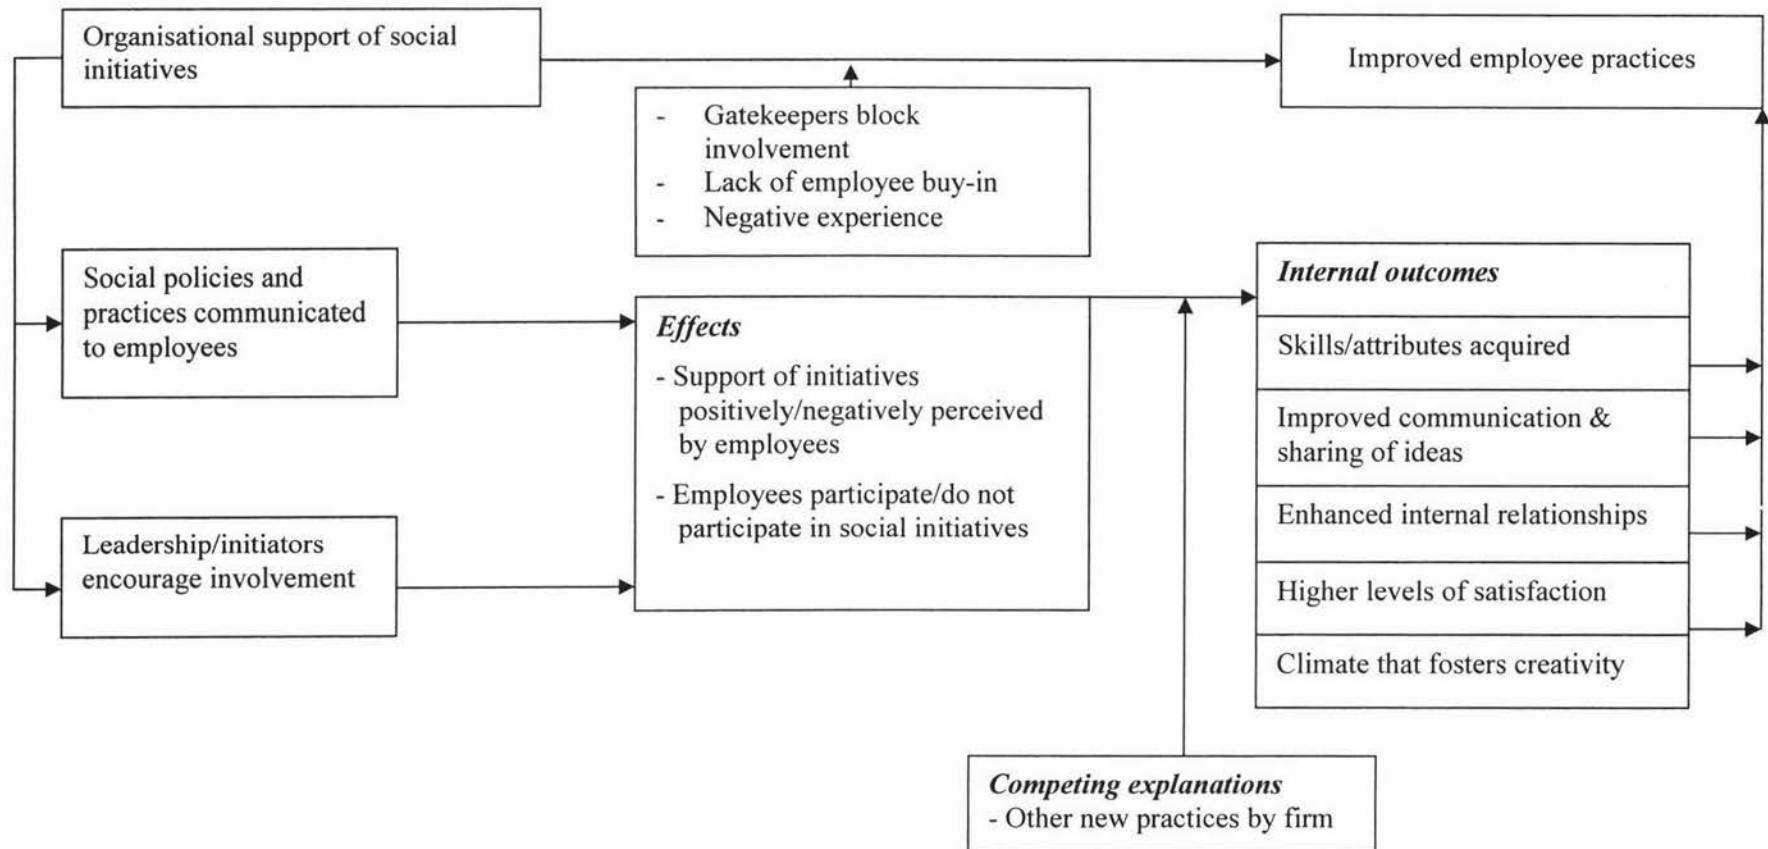 Organisational support of social
initiatives
Improved employee practices
- Gatekeepers block
involvement
- Lack of employee buy-in
- Negative experience
Social policies and
practices communicated
to employees
Effects
- Support of initiatives
positively/negatively perceived
by employees
- Employees participate/do not
participate in social initiatives
Leadership/initiators
encourage involvement
Internal outcomes
Skills/attributes acquired
Improved communication &
sharing of ideas
Enhanced internal relationships
Higher levels of satisfaction
Climate that fosters creativity
Competing explanations
- Other new practices by firm